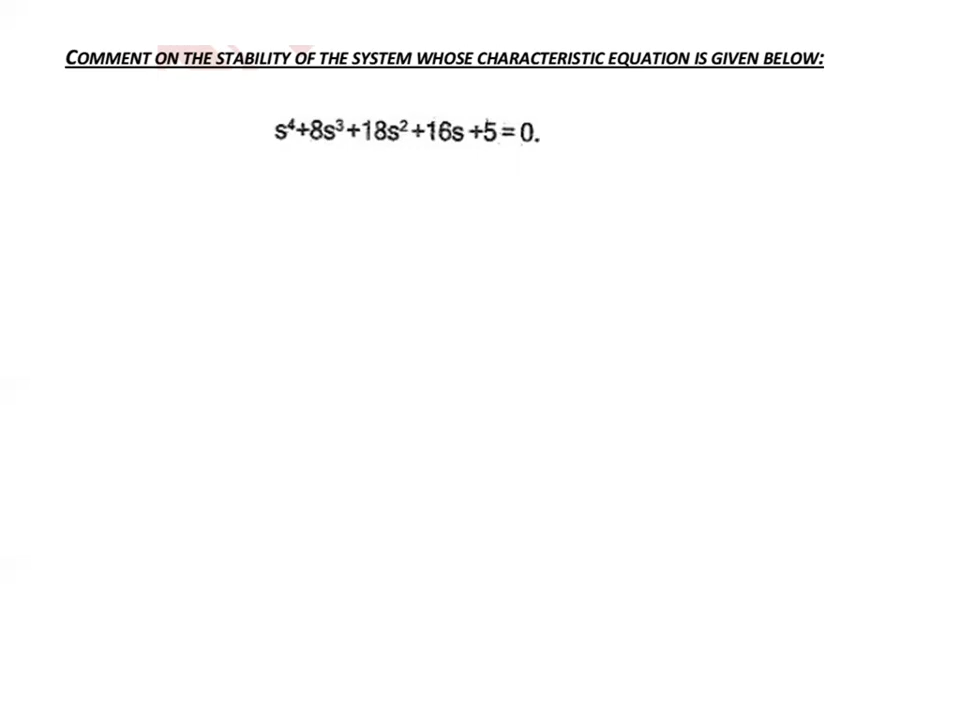 COMMENT ON THE STABILITY OF THE SYSTEM WHOSE CHARACTERISTIC EQUATION IS GIVEN BELOW:
s⁴+8s³+18s²+16s+5=0.